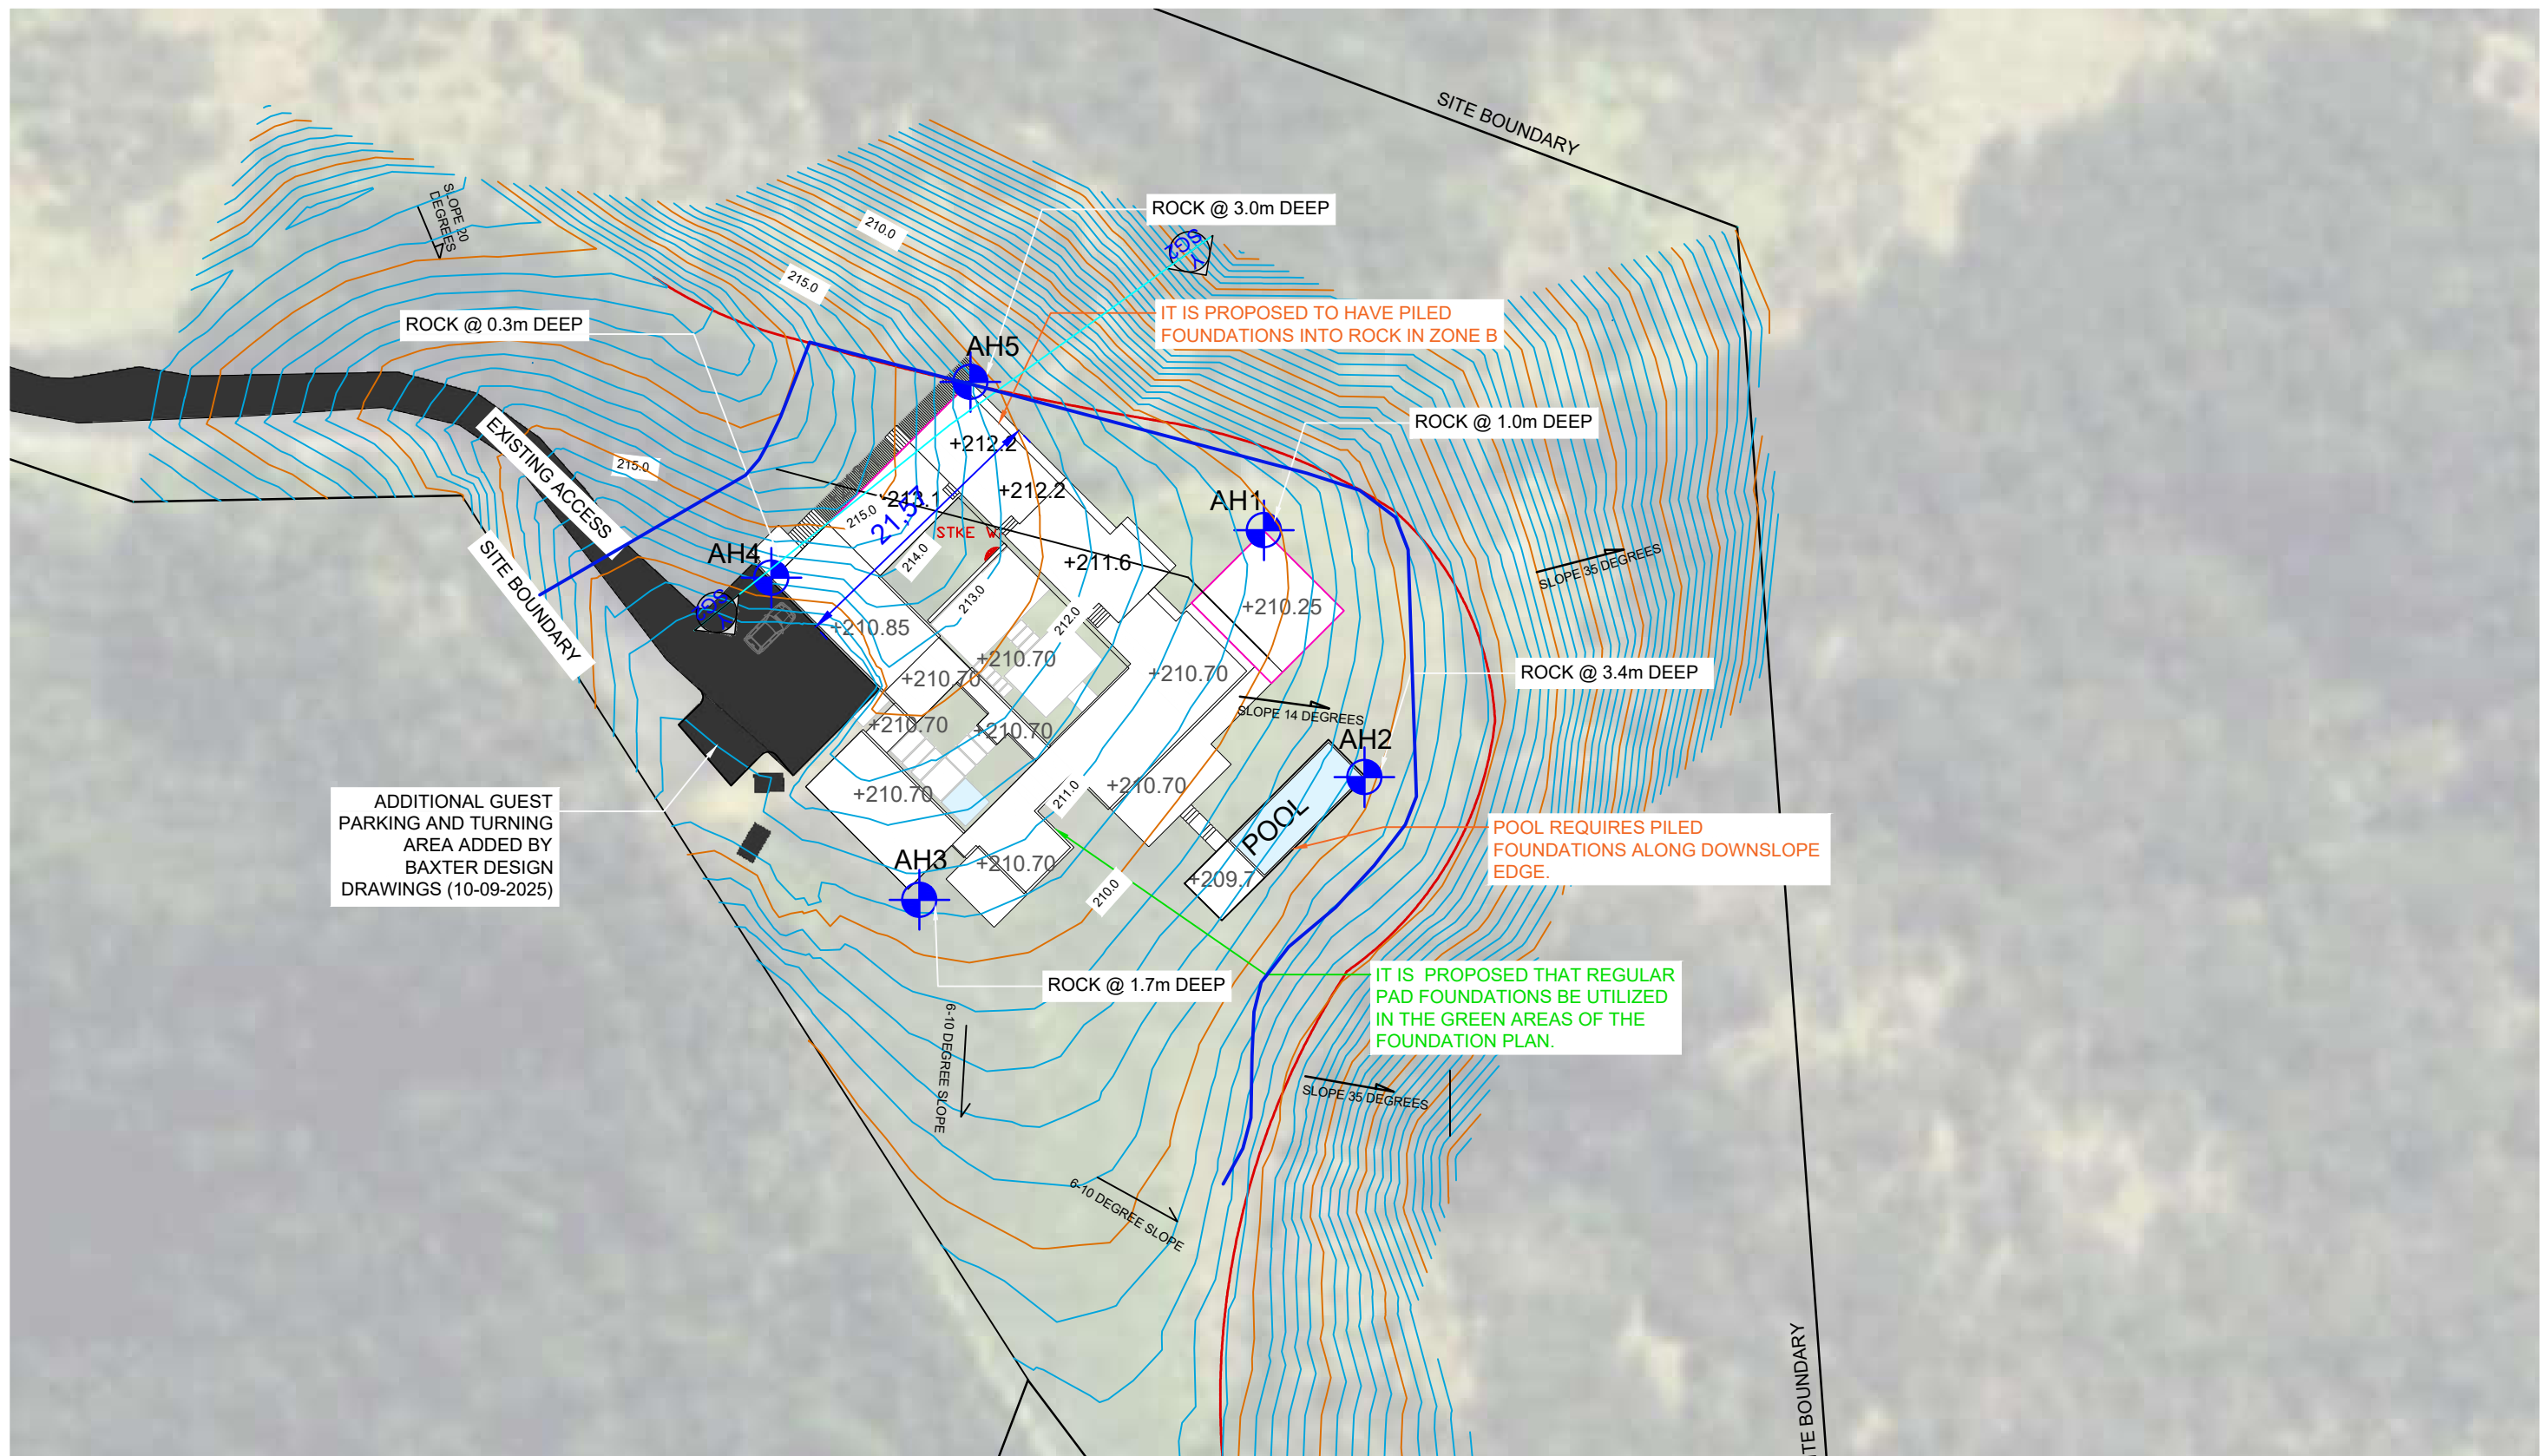 SITE BOUNDARY
SLOPE 20
DEGREES
210.0
215.0
ROCK @ 3.0m DEEP
SG2
Y
ROCK @ 0.3m DEEP
IT IS PROPOSED TO HAVE PILED
FOUNDATIONS INTO ROCK IN ZONE B
AH5
ROCK @ 1.0m DEEP
EXISTING ACCESS
215.0
+212.2
+212.2
+213.1
215.0
21,57
STKE W
214.0
AH1
SITE BOUNDARY
AH4
+211.6
SLOPE 35 DEGREES
+210.25
213.0
212.0
+210.85
+210.70
+210.70
+210.70
ROCK @ 3.4m DEEP
SLOPE 14 DEGREES
+210.70
+210.70
AH2
+210.70
+210.70
211.0
POOL
ADDITIONAL GUEST
PARKING AND TURNING
AREA ADDED BY
BAXTER DESIGN
DRAWINGS (10-09-2025)
POOL REQUIRES PILED
FOUNDATIONS ALONG DOWNSLOPE
EDGE.
AH3
+210.70
+209.7
210.0
ROCK @ 1.7m DEEP
IT IS PROPOSED THAT REGULAR
PAD FOUNDATIONS BE UTILIZED
IN THE GREEN AREAS OF THE
FOUNDATION PLAN.
6-10 DEGREE SLOPE
SLOPE 35 DEGREES
6-10 DEGREE SLOPE
ITE BOUNDARY